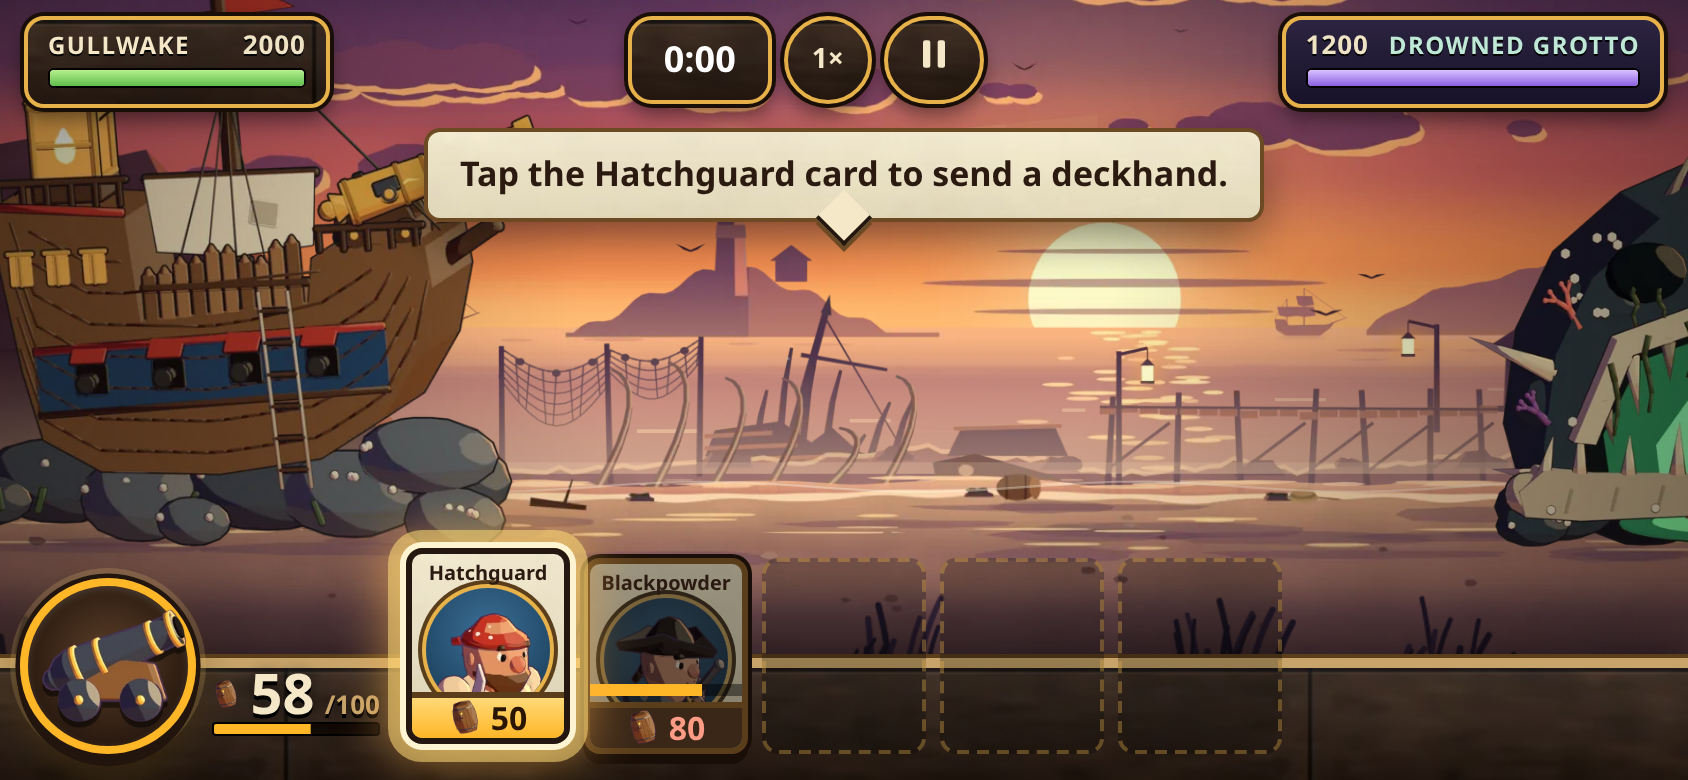 GULLWAKE 2000
0:00
1×
1200 DROWNED GROTTO
Tap the Hatchguard card to send a deckhand.
Hatchguard
Blackpowder
58 /100
50
80